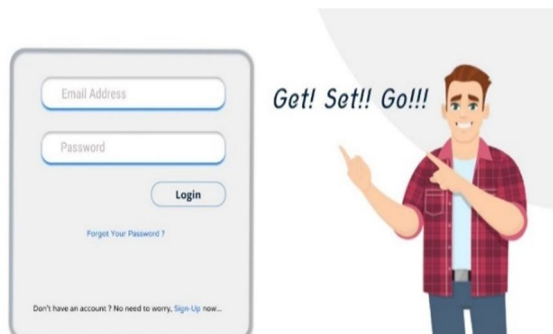 Email Address
Get! Set!! Go!!!
Password
Login
Forgot Your Password ?
Don't have an account ? No need to worry, Sign-Up now...